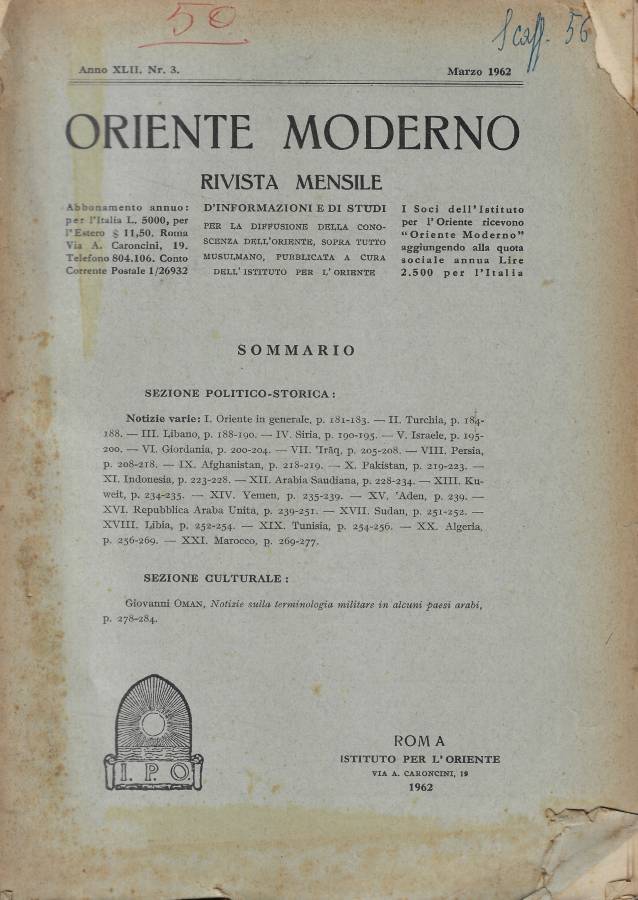 50
Scaff. 56
Anno XLII. Nr. 3.
Marzo 1962
ORIENTE MODERNO
RIVISTA MENSILE
D'INFORMAZIONI E DI STUDI
PER LA DIFFUSIONE DELLA CONO-
SCENZA DELL'ORIENTE, SOPRA TUTTO
MUSULMANO, PUBBLICATA A CURA
DELL'ISTITUTO PER L'ORIENTE
Abbonamento annuo:
per l'Italia L. 5000, per
l'Estero $ 11,50. Roma
Via A. Caroncini, 19.
Telefono 804.106. Conto
Corrente Postale 1/26932
I Soci dell'Istituto
per l'Oriente ricevono
"Oriente Moderno"
aggiungendo alla quota
sociale annua Lire
2.500 per l'Italia
SOMMARIO
SEZIONE POLITICO-STORICA:
Notizie varie: I. Oriente in generale, p. 181-183. — II. Turchia, p. 184-
188. — III. Libano, p. 188-190. — IV. Siria, p. 190-195. — V. Israele, p. 195-
200. — VI. Giordania, p. 200-204. — VII. 'Irāq, p. 205-208. — VIII. Persia,
p. 208-218. — IX. Afghanistan, p. 218-219. — X. Pakistan, p. 219-223. —
XI. Indonesia, p. 223-228. — XII. Arabia Saudiana, p. 228-234. — XIII. Ku-
weit, p. 234-235. — XIV. Yemen, p. 235-239. — XV. 'Aden, p. 239. —
XVI. Repubblica Araba Unita, p. 239-251. — XVII. Sudan, p. 251-252. —
XVIII. Libia, p. 252-254. — XIX. Tunisia, p. 254-256. — XX. Algeria,
p. 256-269. — XXI. Marocco, p. 269-277.
SEZIONE CULTURALE:
Giovanni OMAN, Notizie sulla terminologia militare in alcuni paesi arabi,
p. 278-284.
I.P.O.
ROMA
ISTITUTO PER L'ORIENTE
VIA A. CARONCINI, 19
1962